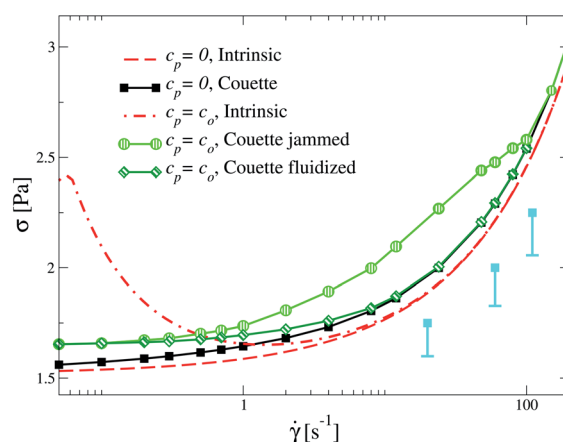 3
2.5
2
1.5
σ [Pa]
c_p = 0, Intrinsic
c_p = 0, Couette
c_p = c_o, Intrinsic
c_p = c_o, Couette jammed
c_p = c_o, Couette fluidized
1
100
γ̇ [s⁻¹]